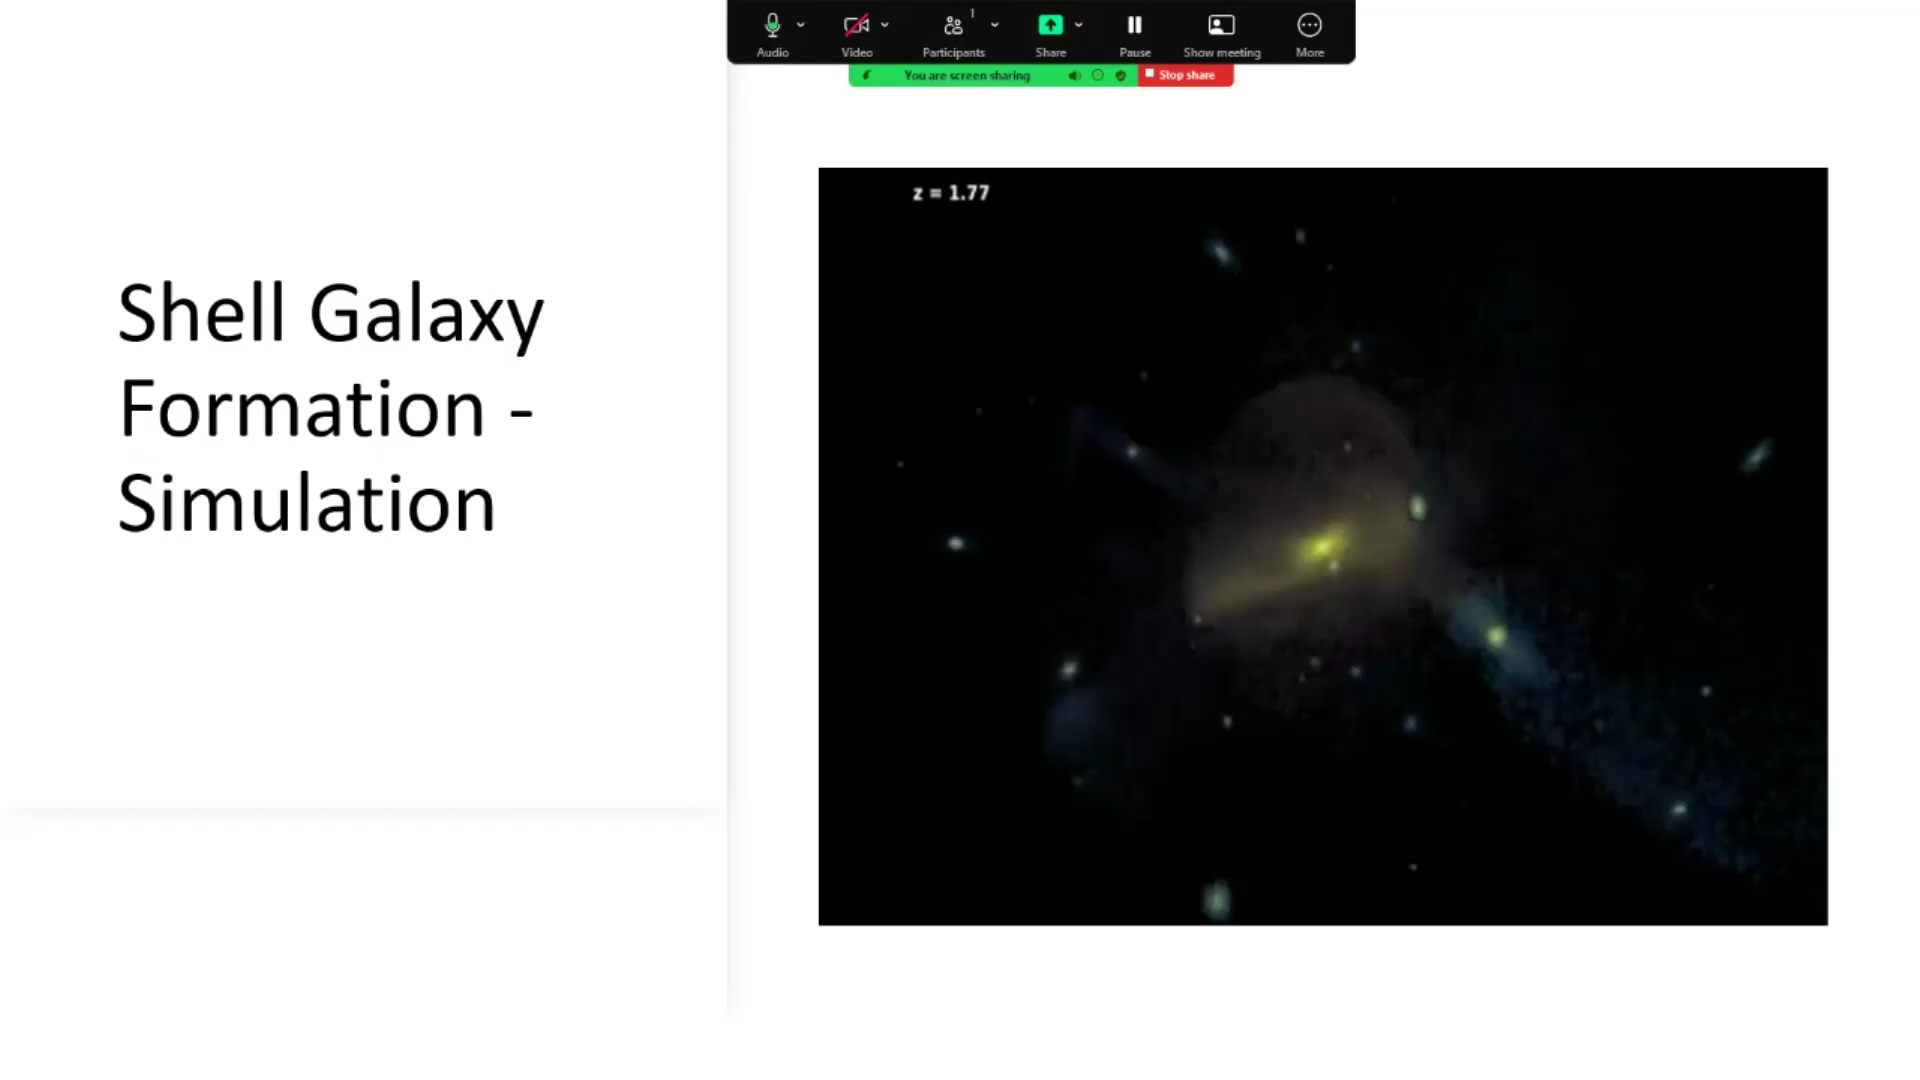 1
Audio
Video
Participants
Share
Pause
Show meeting
More
You are screen sharing
Stop share
z = 1.77
Shell Galaxy
Formation -
Simulation